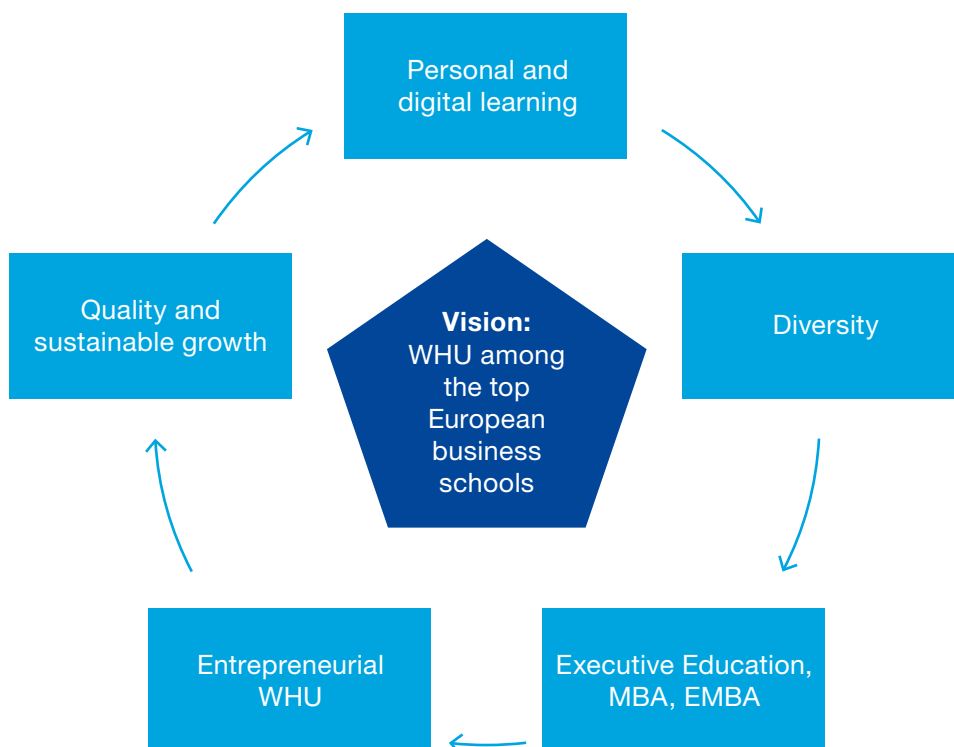 Personal and
digital learning
Quality and
sustainable growth
Vision:
WHU among
the top
European
business
schools
Diversity
Entrepreneurial
WHU
Executive Education,
MBA, EMBA